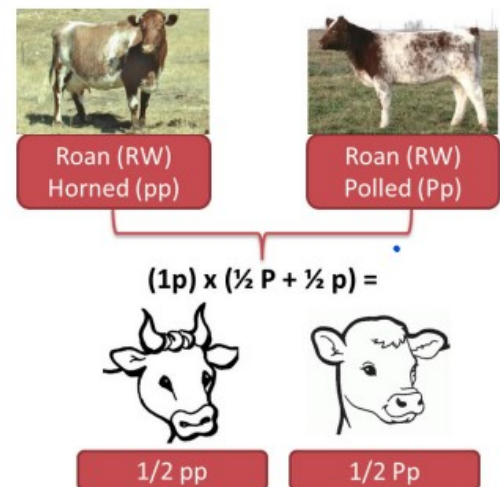 Roan (RW)
Horned (pp)
Roan (RW)
Polled (Pp)
(1p) x (½ P + ½ p) =
1/2 pp
1/2 Pp